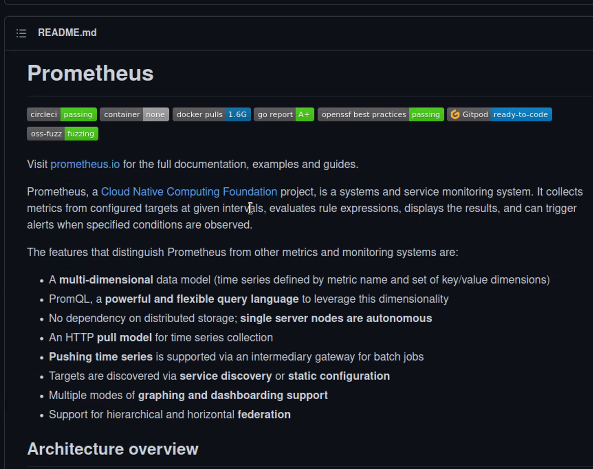 README.md
Prometheus
circleci passing container none docker pulls 1.6G go report A+ openssf best practices passing Gitpod ready-to-code
oss-fuzz fuzzing
Visit prometheus.io for the full documentation, examples and guides.
Prometheus, a Cloud Native Computing Foundation project, is a systems and service monitoring system. It collects
metrics from configured targets at given intervals, evaluates rule expressions, displays the results, and can trigger
alerts when specified conditions are observed.
The features that distinguish Prometheus from other metrics and monitoring systems are:
• A multi-dimensional data model (time series defined by metric name and set of key/value dimensions)
• PromQL, a powerful and flexible query language to leverage this dimensionality
• No dependency on distributed storage; single server nodes are autonomous
• An HTTP pull model for time series collection
• Pushing time series is supported via an intermediary gateway for batch jobs
• Targets are discovered via service discovery or static configuration
• Multiple modes of graphing and dashboarding support
• Support for hierarchical and horizontal federation
Architecture overview